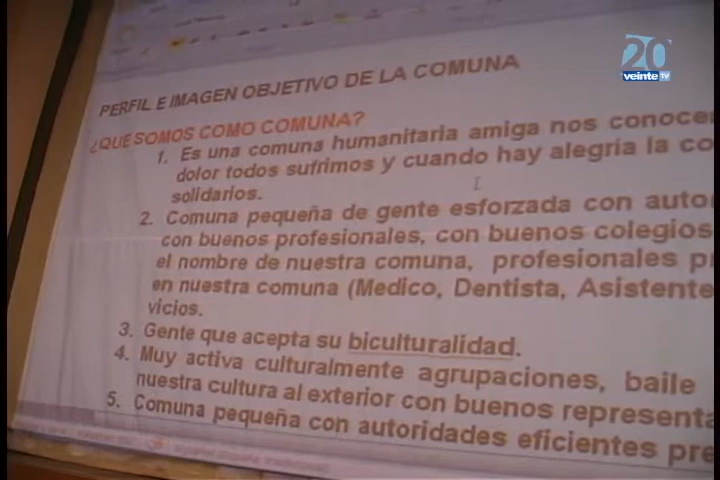 20
veinte tv
PERFIL E IMAGEN OBJETIVO DE LA COMUNA
¿QUE SOMOS COMO COMUNA?
1. Es una comuna humanitaria amiga nos conocem
dolor todos sufrimos y cuando hay alegria la co
solidarios.
2. Comuna pequeña de gente esforzada con autor
con buenos profesionales, con buenos colegios
el nombre de nuestra comuna, profesionales pr
en nuestra comuna (Medico, Dentista, Asistente
vicios.
3. Gente que acepta su biculturalidad.
4. Muy activa culturalmente agrupaciones, baile
nuestra cultura al exterior con buenos representa
5. Comuna pequeña con autoridades eficientes pre